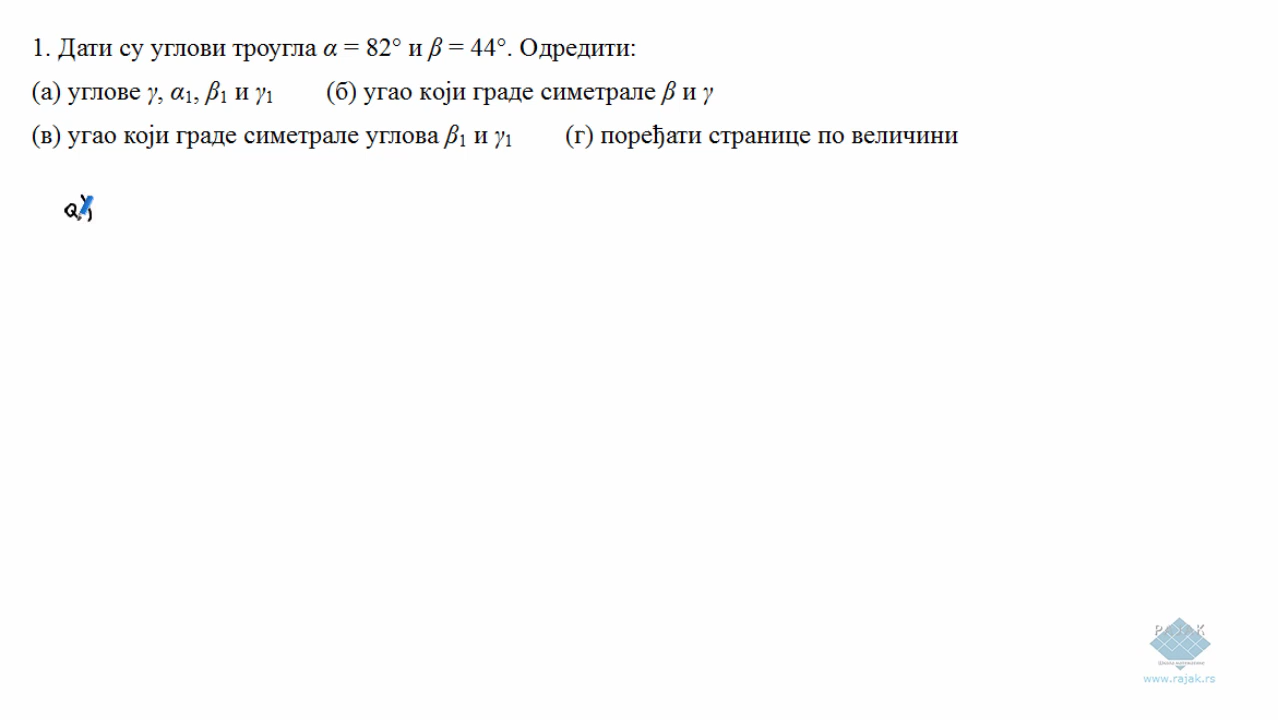 1. Дати су углови троугла α = 82° и β = 44°. Одредити:
(а) углове γ, α₁, β₁ и γ₁ (б) угао који граде симетрале β и γ
(в) угао који граде симетрале углова β₁ и γ₁ (г) поређати странице по величини
a)
РАЈАК
www.rajak.rs